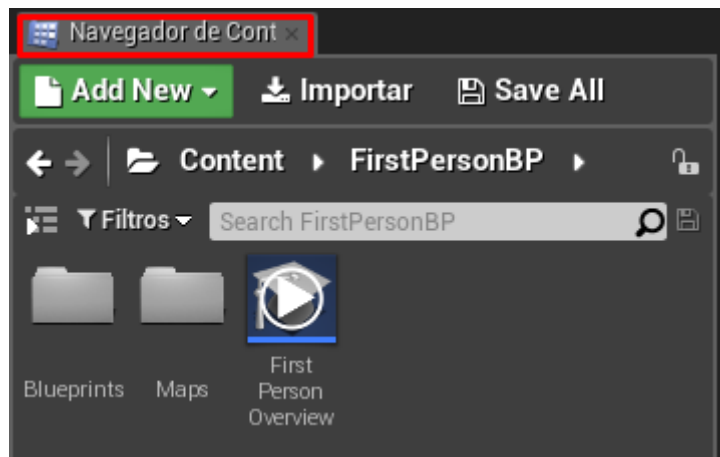 Navegador de Cont
Add New Importar Save All
Content FirstPersonBP
Filtros Search FirstPersonBP
Blueprints Maps First Person Overview